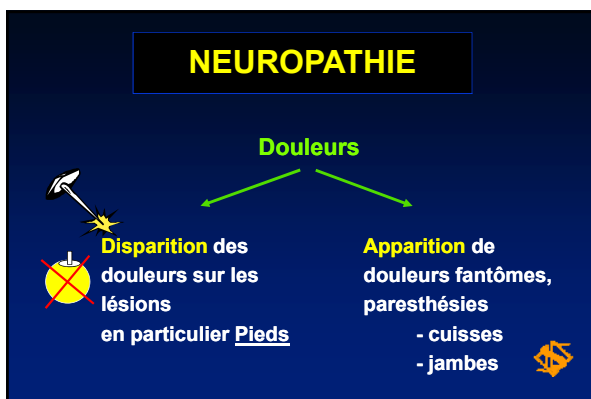 NEUROPATHIE
Douleurs
Disparition des
douleurs sur les
lésions
en particulier Pieds
Apparition de
douleurs fantômes,
paresthésies
- cuisses
- jambes